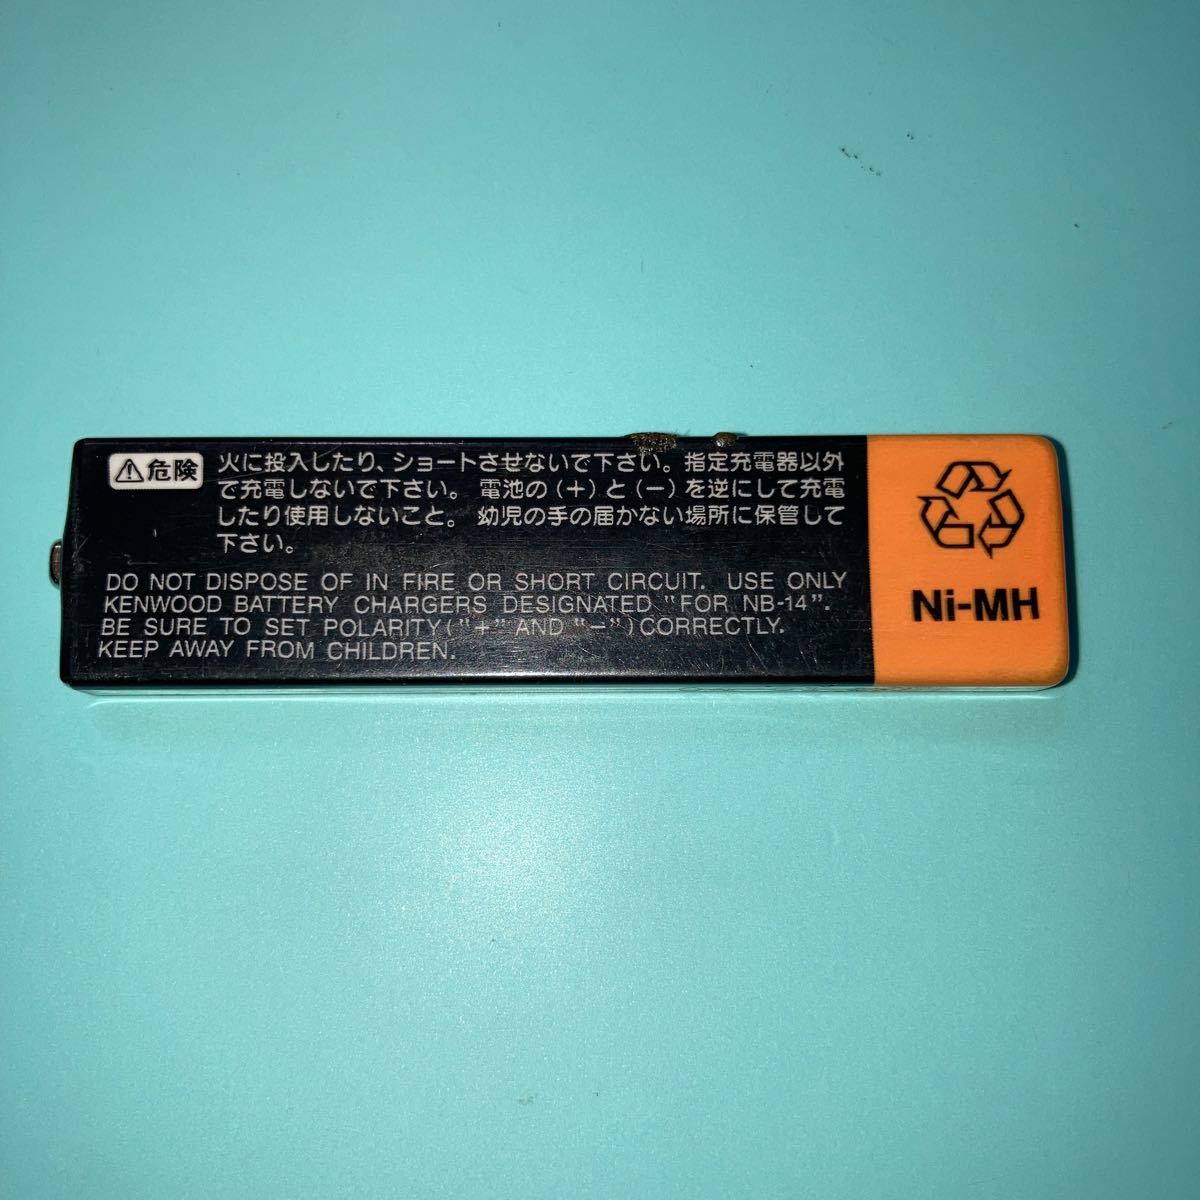 ⚠危険
火に投入したり、ショートさせないで下さい。指定充電器以外
で充電しないで下さい。 電池の(+)と(−)を逆にして充電
したり使用しないこと。 幼児の手の届かない場所に保管して
下さい。
DO NOT DISPOSE OF IN FIRE OR SHORT CIRCUIT. USE ONLY
KENWOOD BATTERY CHARGERS DESIGNATED "FOR NB-14".
BE SURE TO SET POLARITY("+" AND "−") CORRECTLY.
KEEP AWAY FROM CHILDREN.
Ni-MH